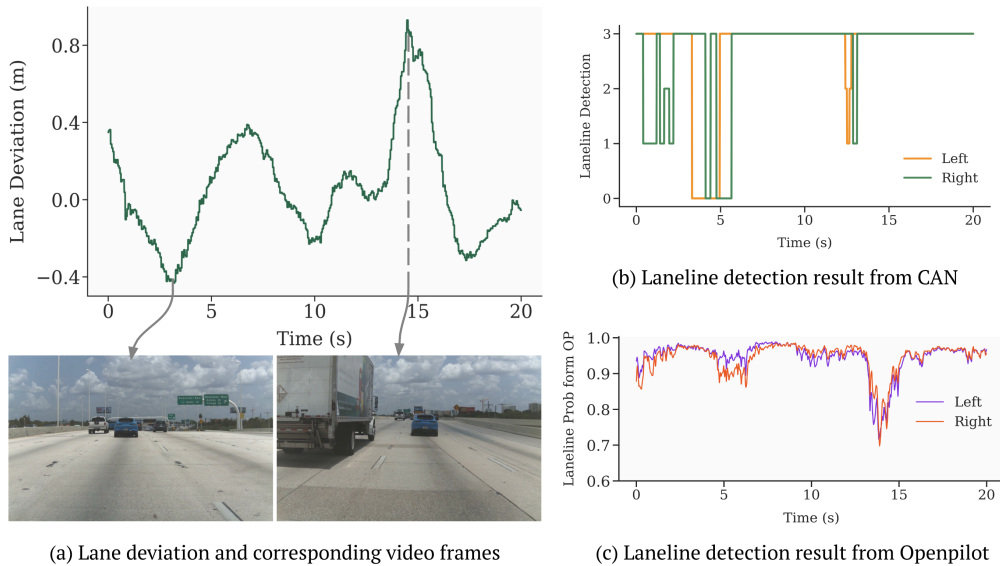 0.8
0.4
0.0
−0.4
Lane Deviation (m)
0 5 10 15 20
Time (s)
(a) Lane deviation and corresponding video frames
3
2
1
0
Laneline Detection
Left
Right
0 5 10 15 20
Time (s)
(b) Laneline detection result from CAN
1.0
0.9
0.8
0.7
0.6
Laneline Prob form OP
Left
Right
0 5 10 15 20
Time (s)
(c) Laneline detection result from Openpilot